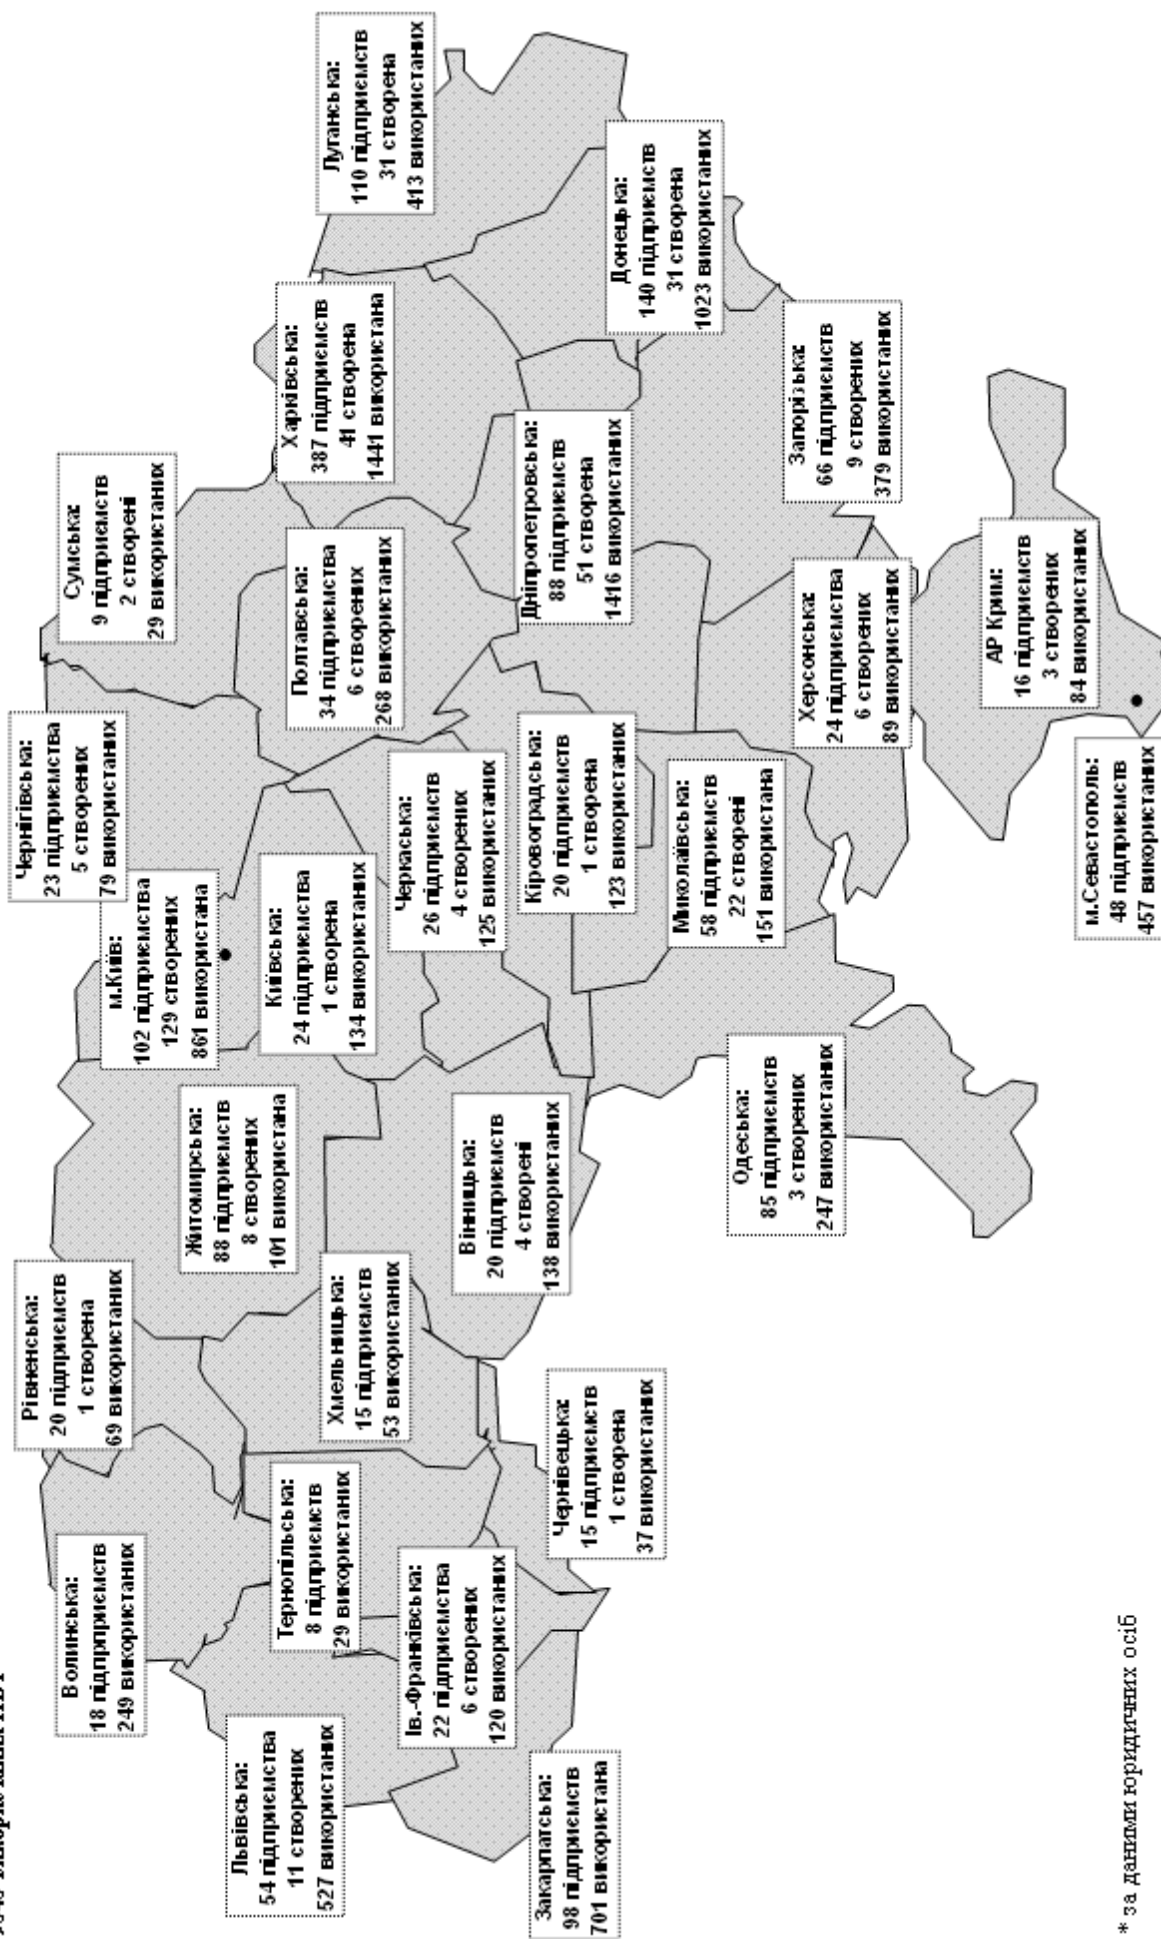 Чернігівська:
23 підприємства
5 створених
79 використаних
Рівненська:
20 підприємств
1 створена
69 використаних
Волинська:
18 підрприємств
249 використаних
Сумська:
9 підприємств
2 створені
29 використаних
м.Київ:
102 підприємства
129 створених
861 використана
Житомирська:
88 підприємств
8 створених
101 використана
Львівська:
54 підприємства
11 створених
527 використаних
Київська:
24 підприємства
1 створена
134 використаних
Тернопільська:
8 підприємств
29 використаних
Харківська:
387 підприємств
41 створена
1441 використана
Полтавська:
34 підприємства
6 створених
268 використаних
Луганська:
110 підприємств
31 створена
413 використаних
Хмельницька:
15 підприємств
53 використаних
Черкаська:
26 підприємств
4 створених
125 використаних
Ів.-Франківська:
22 підприємства
6 створених
120 використаних
Вінницька:
20 підприємств
4 створені
138 використаних
Дніпропетровська:
88 підприємств
51 створена
1416 використаних
Кіровоградська:
20 підприємств
1 створена
123 використаних
Закарпатська:
98 підприємств
701 використана
Чернівецька:
15 підприємств
1 створена
37 використаних
Донецька:
140 підприємств
31 створена
1023 використаних
Миколаївська:
58 підприємств
22 створені
151 використана
Одеська:
85 підприємств
3 створених
247 використаних
Запорізька:
66 підприємств
9 створених
379 використаних
Херсонська:
24 підприємства
6 створених
89 використаних
АР Крим:
16 підприємств
3 створених
84 використаних
м.Севастополь:
48 підприємств
457 використаних
* за даними юридичних осіб